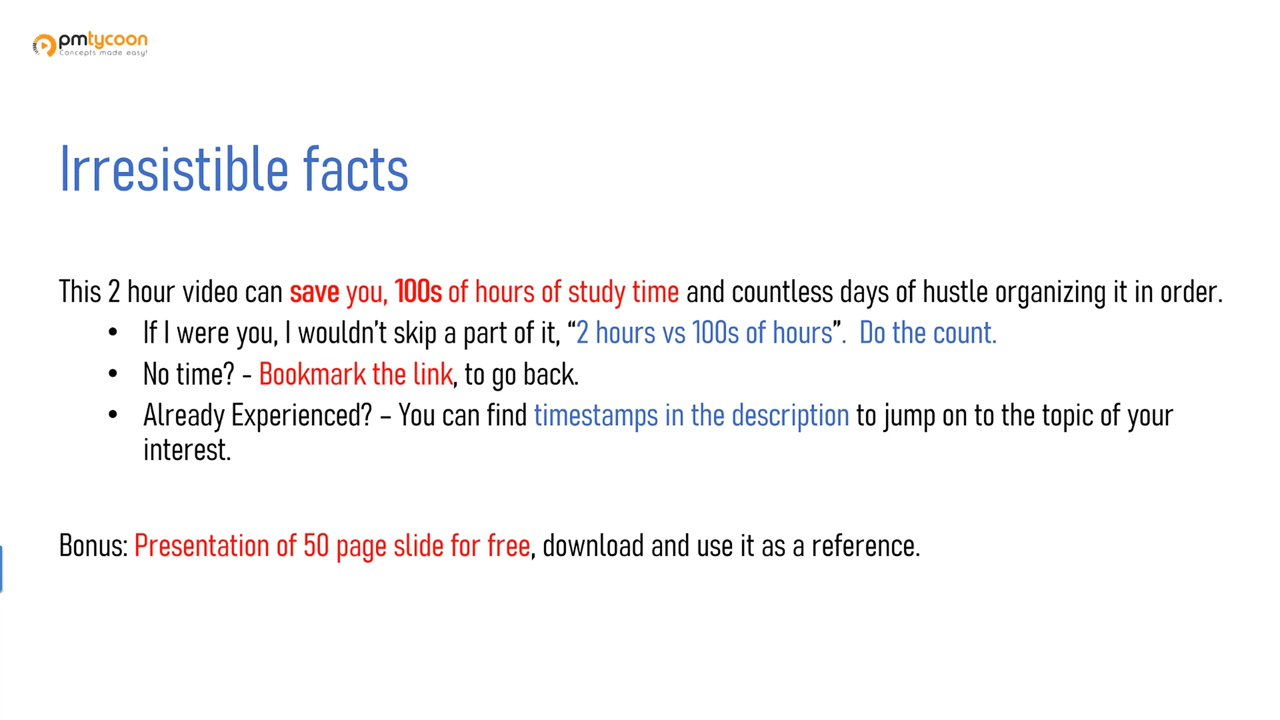 pmtycoon
Concepts made easy!
Irresistible facts
This 2 hour video can save you, 100s of hours of study time and countless days of hustle organizing it in order.
• If I were you, I wouldn’t skip a part of it, “2 hours vs 100s of hours”. Do the count.
• No time? - Bookmark the link, to go back.
• Already Experienced? – You can find timestamps in the description to jump on to the topic of your
interest.
Bonus: Presentation of 50 page slide for free, download and use it as a reference.